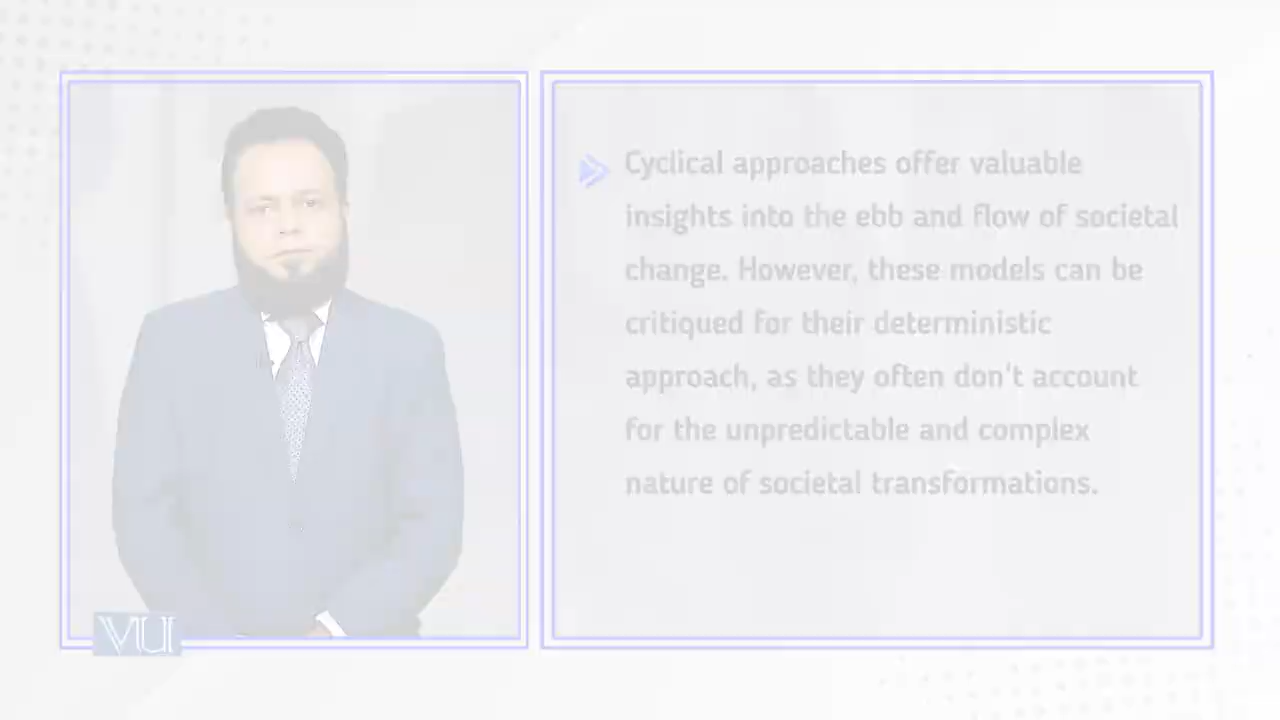 Cyclical approaches offer valuable
insights into the ebb and flow of societal
change. However, these models can be
critiqued for their deterministic
approach, as they often don't account
for the unpredictable and complex
nature of societal transformations.
VU